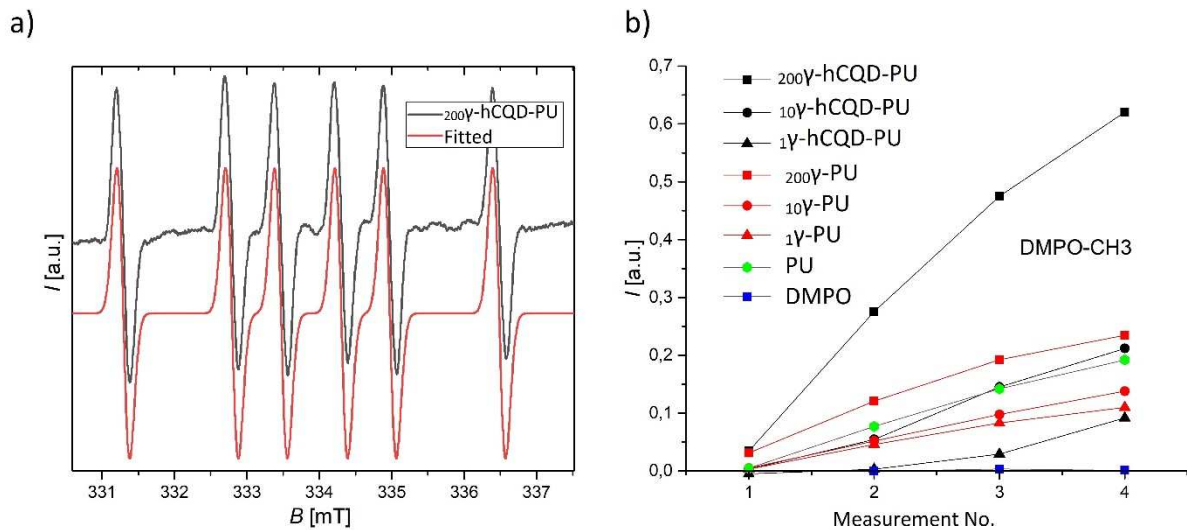 a)
200γ-hCQD-PU
Fitted
I [a.u.]
331 332 333 334 335 336 337
B [mT]
b)
0,7
0,6
0,5
0,4
0,3
0,2
0,1
0,0
I [a.u.]
200γ-hCQD-PU
10γ-hCQD-PU
1γ-hCQD-PU
200γ-PU
10γ-PU
1γ-PU
PU
DMPO
DMPO-CH3
1 2 3 4
Measurement No.